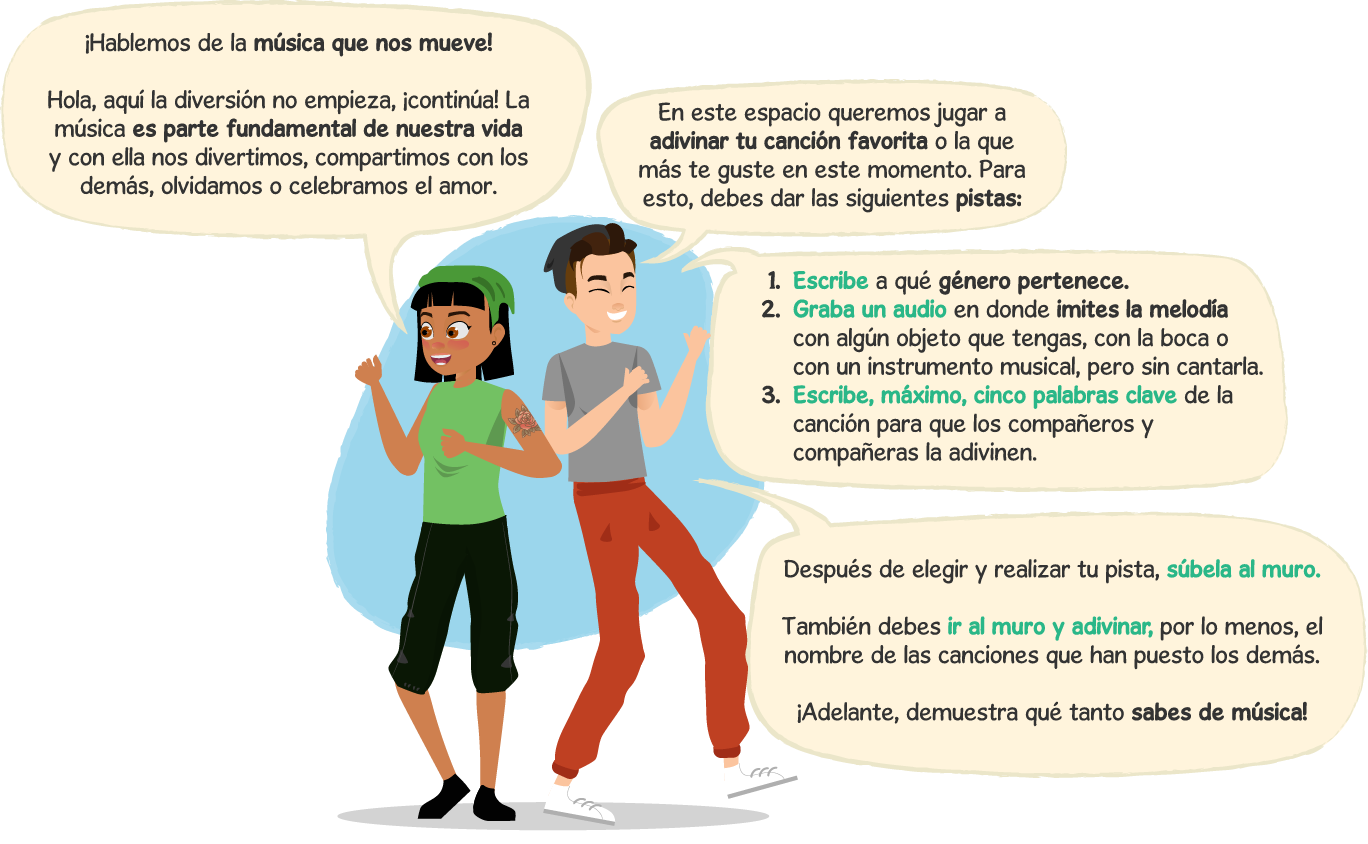 ¡Hablemos de la música que nos mueve!
Hola, aquí la diversión no empieza, ¡continúa! La
música es parte fundamental de nuestra vida
y con ella nos divertimos, compartimos con los
demás, olvidamos o celebramos el amor.
En este espacio queremos jugar a
adivinar tu canción favorita o la que
más te guste en este momento. Para
esto, debes dar las siguientes pistas:
1. Escribe a qué género pertenece.
2. Graba un audio en donde imites la melodía
con algún objeto que tengas, con la boca o
con un instrumento musical, pero sin cantarla.
3. Escribe, máximo, cinco palabras clave de la
canción para que los compañeros y
compañeras la adivinen.
Después de elegir y realizar tu pista, súbela al muro.
También debes ir al muro y adivinar, por lo menos, el
nombre de las canciones que han puesto los demás.
¡Adelante, demuestra qué tanto sabes de música!